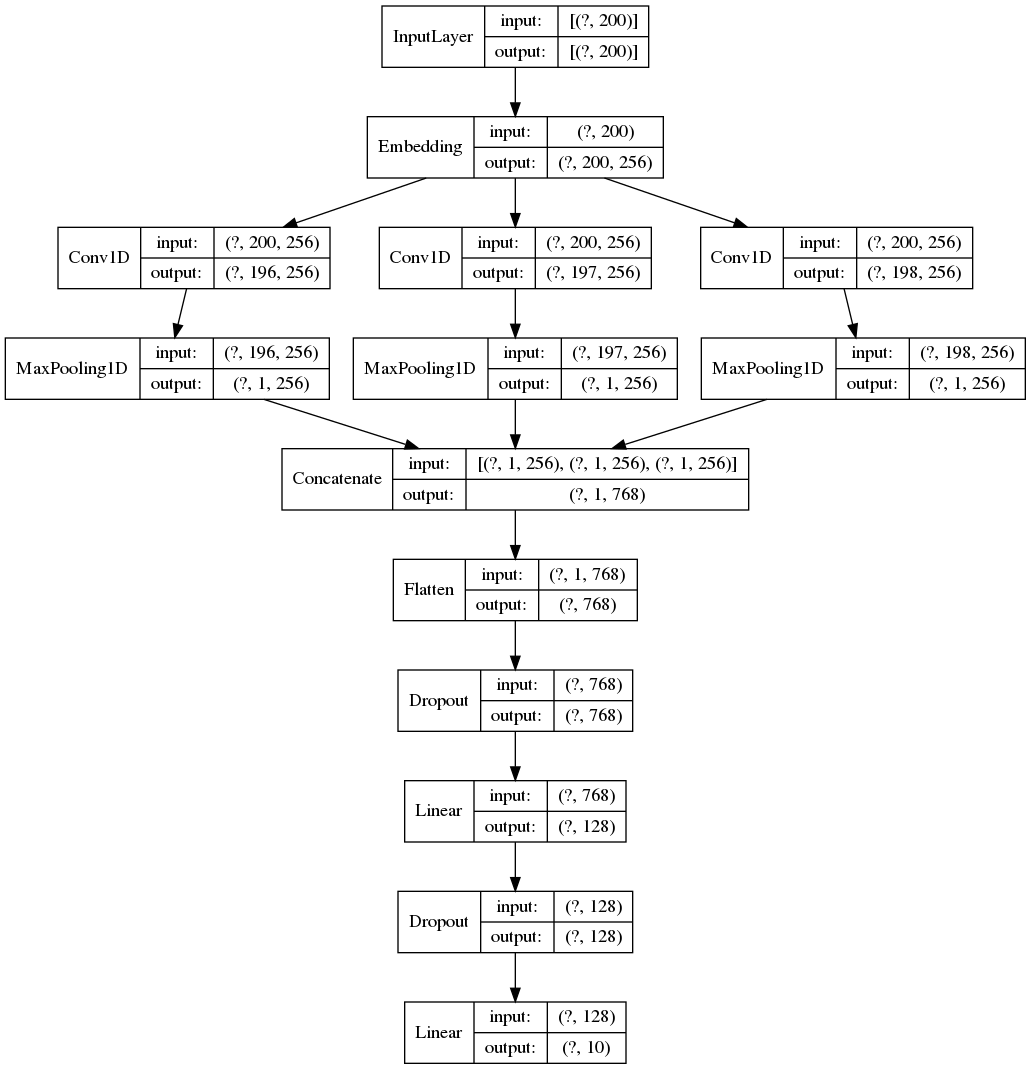 InputLayer input: [(?, 200)]
output: [(?, 200)]
Embedding input: (?, 200)
output: (?, 200, 256)
Conv1D input: (?, 200, 256)
output: (?, 196, 256)
Conv1D input: (?, 200, 256)
output: (?, 197, 256)
Conv1D input: (?, 200, 256)
output: (?, 198, 256)
MaxPooling1D input: (?, 196, 256)
output: (?, 1, 256)
MaxPooling1D input: (?, 197, 256)
output: (?, 1, 256)
MaxPooling1D input: (?, 198, 256)
output: (?, 1, 256)
Concatenate input: [(?, 1, 256), (?, 1, 256), (?, 1, 256)]
output: (?, 1, 768)
Flatten input: (?, 1, 768)
output: (?, 768)
Dropout input: (?, 768)
output: (?, 768)
Linear input: (?, 768)
output: (?, 128)
Dropout input: (?, 128)
output: (?, 128)
Linear input: (?, 128)
output: (?, 10)